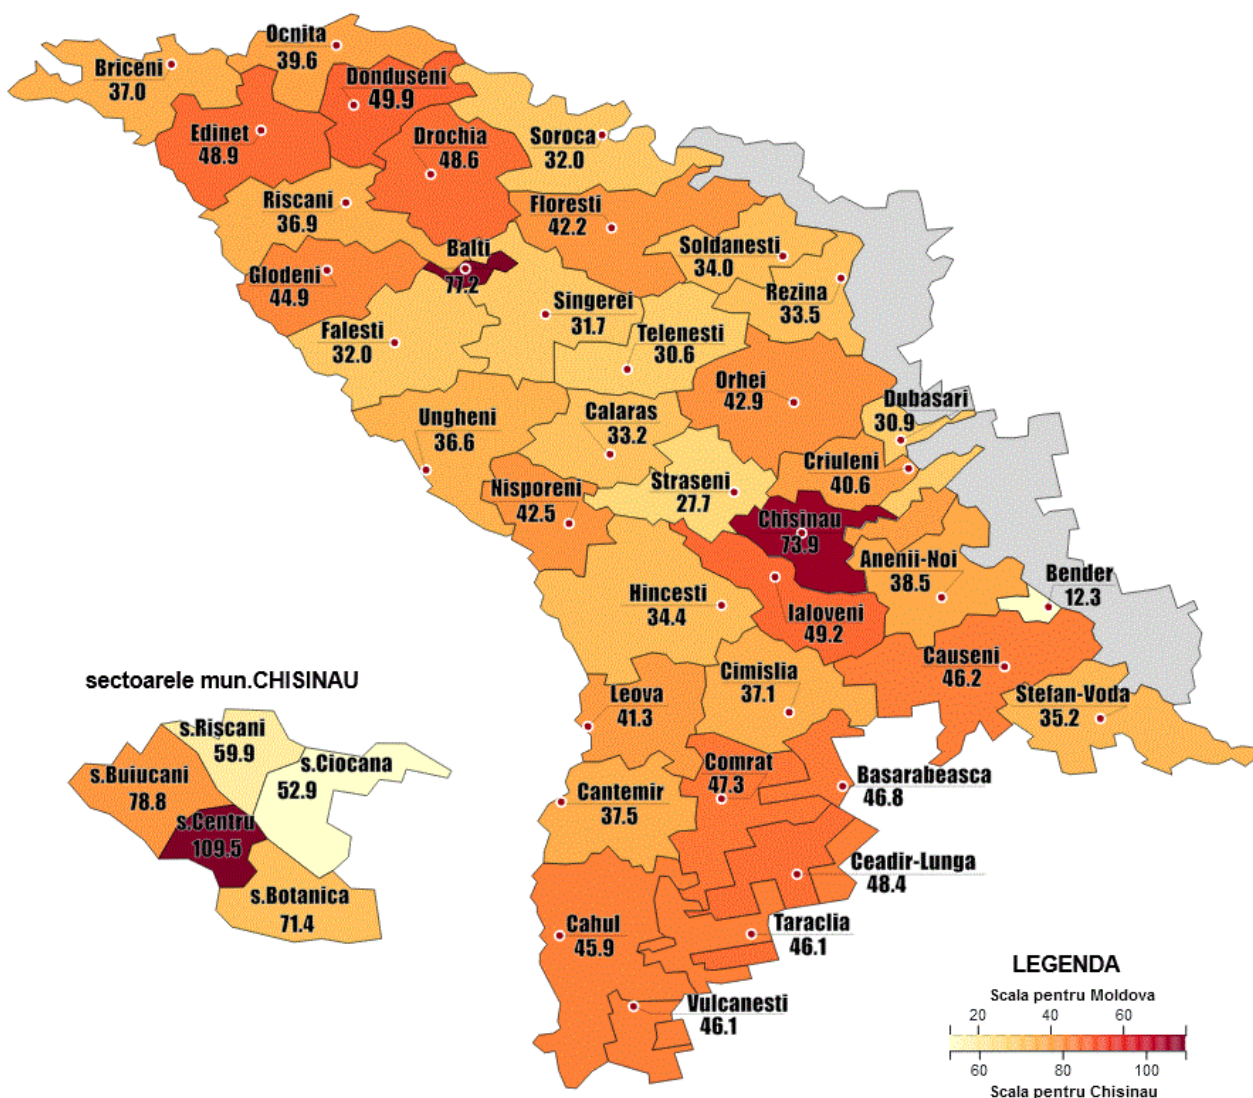 Ocnita
39.6
Briceni
37.0
Donduseni
49.9
Edinet
48.9
Drochia
48.6
Soroca
32.0
Riscani
36.9
Floresti
42.2
Balti
77.2
Soldanesti
34.0
Glodeni
44.9
Rezina
33.5
Singerei
31.7
Falesti
32.0
Telenesti
30.6
Orhei
42.9
Dubasari
30.9
Ungheni
36.6
Calaras
33.2
Criuleni
40.6
Straseni
27.7
Nisporeni
42.5
Chisinau
73.9
Anenii-Noi
38.5
Bender
12.3
Hincesti
34.4
Ialoveni
49.2
Causeni
46.2
Cimislia
37.1
Leova
41.3
Stefan-Voda
35.2
Comrat
47.3
Basarabeasca
46.8
Cantemir
37.5
Ceadir-Lunga
48.4
Cahul
45.9
Taraclia
46.1
Vulcanesti
46.1
sectoarele mun.CHISINAU
s.Riscani
59.9
s.Buiucani
78.8
s.Ciocana
52.9
s.Centru
109.5
s.Botanica
71.4
LEGENDA
Scala pentru Moldova
20 40 60
60 80 100
Scala pentru Chisinau